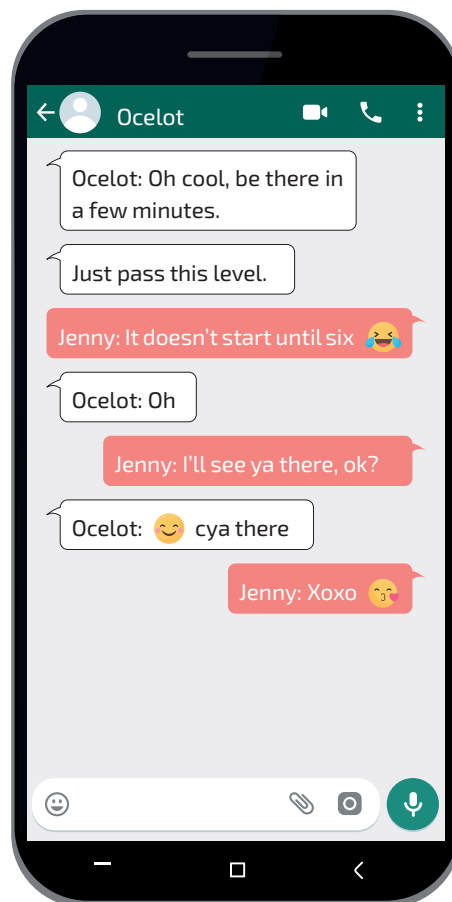 Ocelot
Ocelot: Oh cool, be there in
a few minutes.
Just pass this level.
Jenny: It doesn’t start until six 😂
Ocelot: Oh
Jenny: I’ll see ya there, ok?
Ocelot: 😊 cya there
Jenny: Xoxo 😘